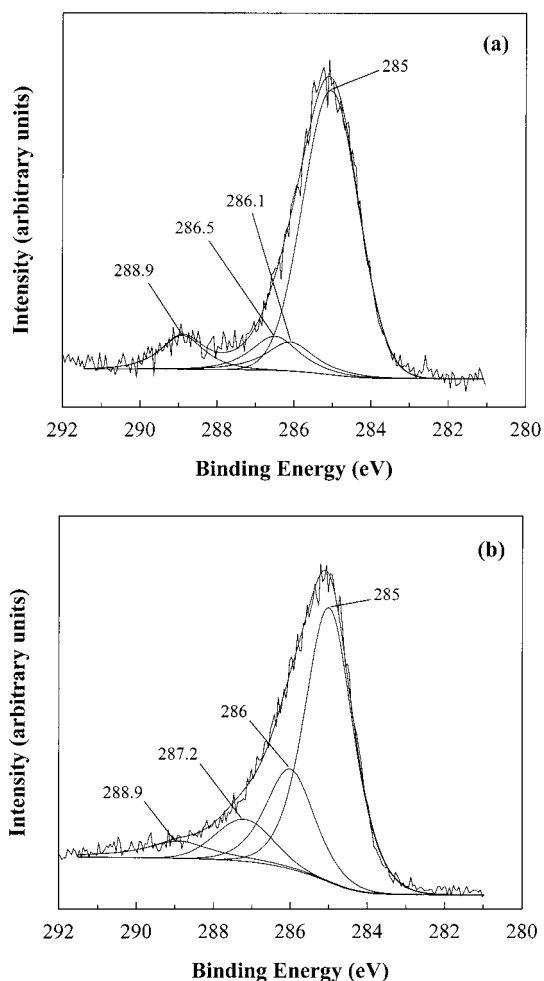 (a)
285
286.1
286.5
288.9
Intensity (arbitrary units)
292 290 288 286 284 282 280
Binding Energy (eV)
(b)
285
286
287.2
288.9
Intensity (arbitrary units)
292 290 288 286 284 282 280
Binding Energy (eV)